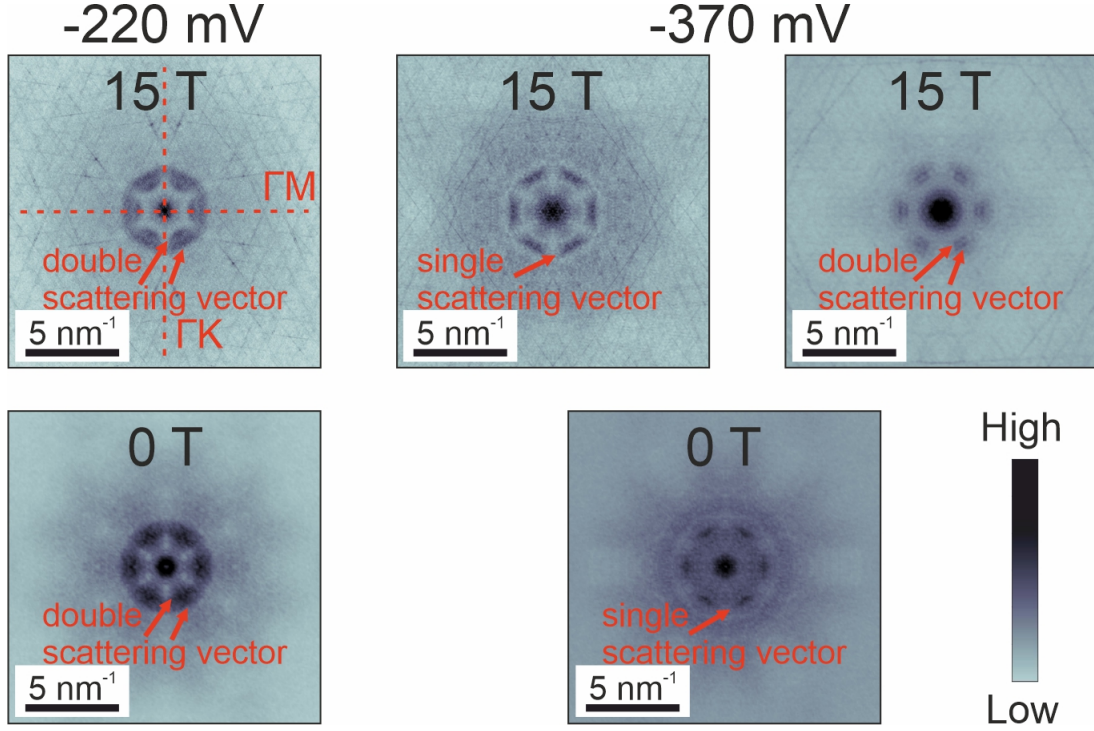 -220 mV
-370 mV
15 T
ΓM
double
scattering vector
ΓK
5 nm-1
15 T
single
scattering vector
5 nm-1
15 T
double
scattering vector
5 nm-1
0 T
double
scattering vector
5 nm-1
0 T
single
scattering vector
5 nm-1
High
Low